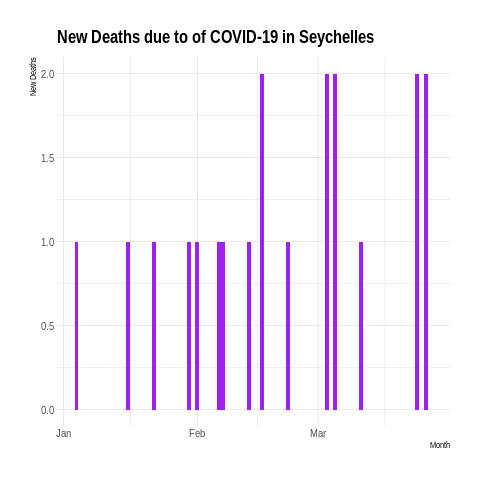 New Deaths due to of COVID-19 in Seychelles
New Deaths
2.0
1.5
1.0
0.5
0.0
Jan Feb Mar
Month